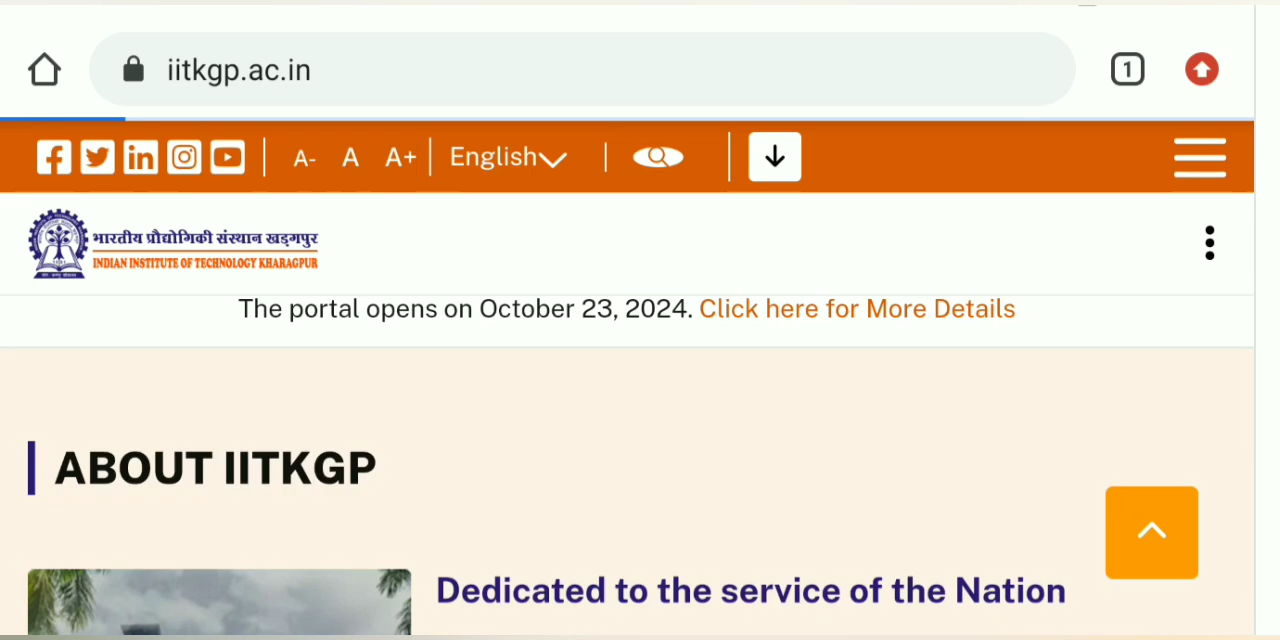 iitkgp.ac.in
1
A- A A+ English
भारतीय प्रौद्योगिकी संस्थान खड़गपुर
INDIAN INSTITUTE OF TECHNOLOGY KHARAGPUR
The portal opens on October 23, 2024. Click here for More Details
ABOUT IITKGP
Dedicated to the service of the Nation